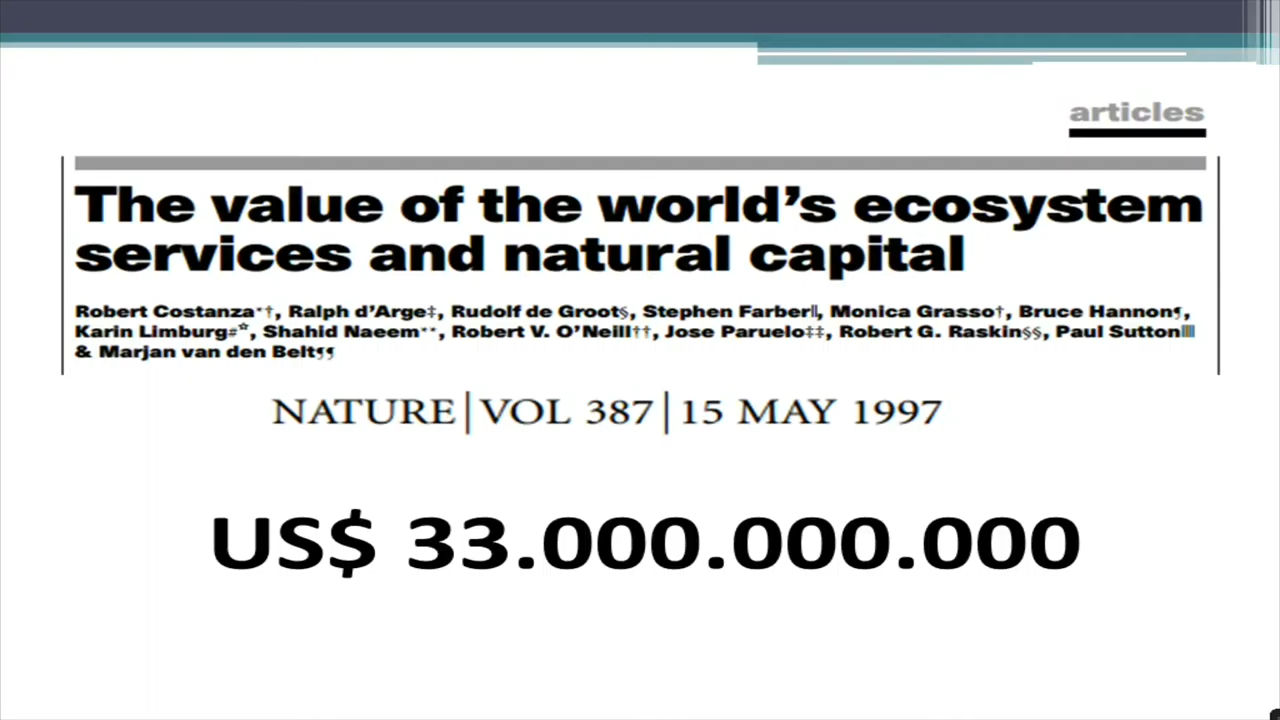 articles
The value of the world's ecosystem
services and natural capital
Robert Costanza*†, Ralph d'Arge‡, Rudolf de Groot§, Stephen Farber∥, Monica Grasso†, Bruce Hannon¶,
Karin Limburg#☆, Shahid Naeem**, Robert V. O'Neill††, Jose Paruelo‡‡, Robert G. Raskin§§, Paul Sutton∥∥
& Marjan van den Belt¶¶
NATURE|VOL 387|15 MAY 1997
US$ 33.000.000.000